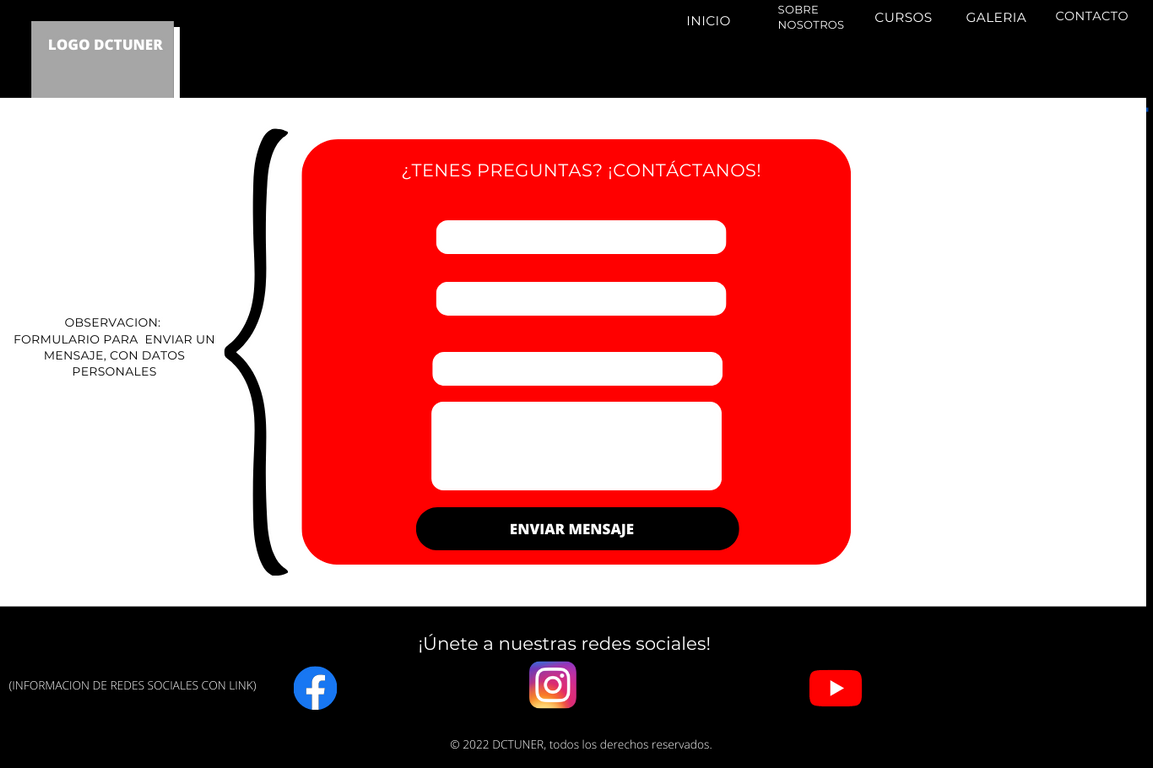 LOGO DCTUNER
INICIO
SOBRE
NOSOTROS
CURSOS
GALERIA
CONTACTO
¿TENES PREGUNTAS? ¡CONTÁCTANOS!
OBSERVACION:
FORMULARIO PARA ENVIAR UN
MENSAJE, CON DATOS
PERSONALES
ENVIAR MENSAJE
¡Únete a nuestras redes sociales!
(INFORMACION DE REDES SOCIALES CON LINK)
© 2022 DCTUNER, todos los derechos reservados.